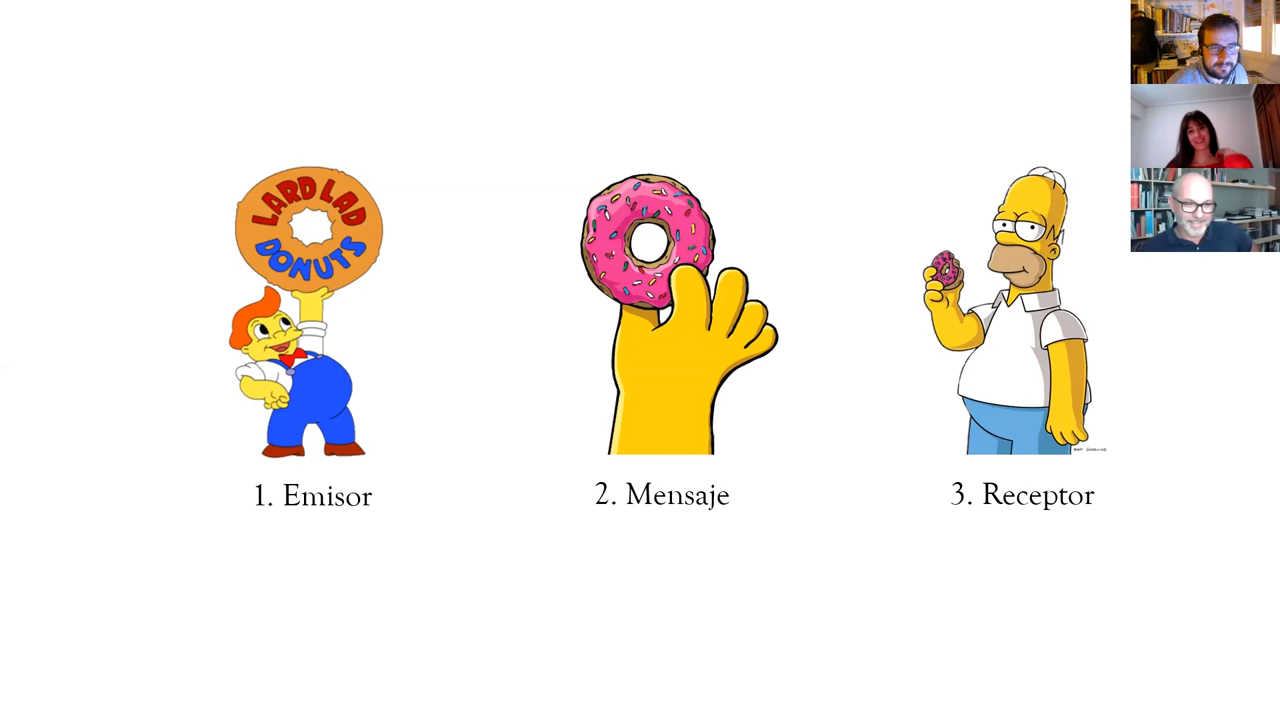 LARD LAD
DONUTS
1. Emisor
2. Mensaje
3. Receptor